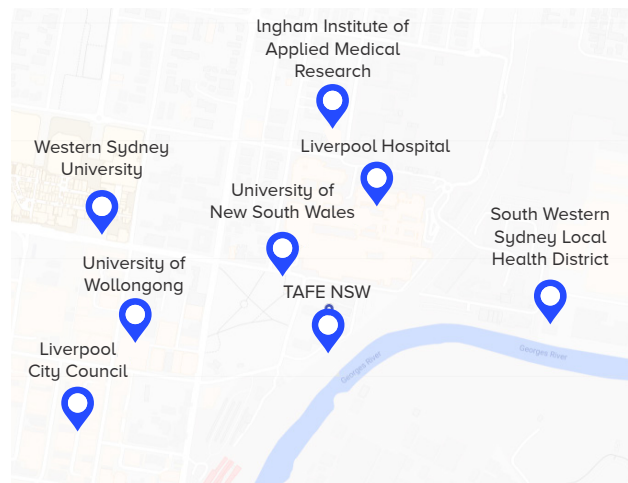 Ingham Institute of
Applied Medical
Research
Liverpool Hospital
Western Sydney
University
University of
New South Wales
South Western
Sydney Local
Health District
University of
Wollongong
TAFE NSW
Liverpool
City Council
Georges River
Georges River